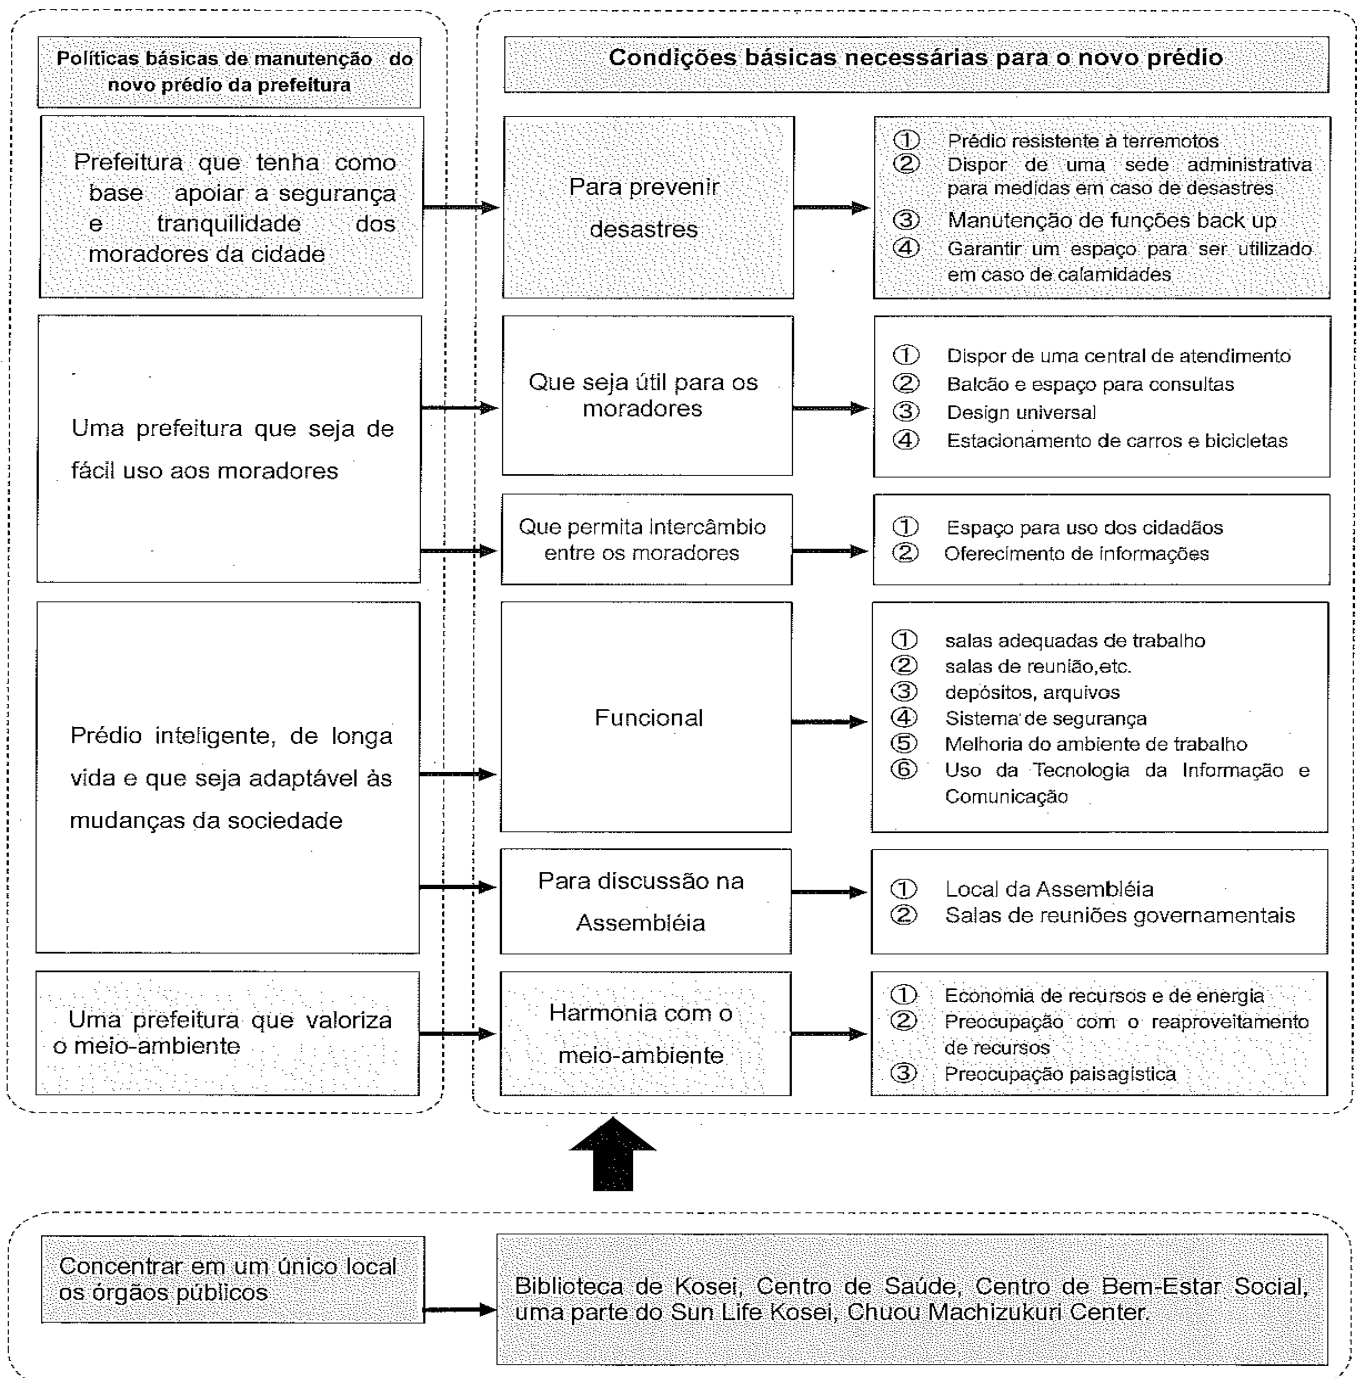 Políticas básicas de manutenção do
novo prédio da prefeitura
Condições básicas necessárias para o novo prédio
Prefeitura que tenha como
base apoiar a segurança
e tranquilidade dos
moradores da cidade
Para prevenir
desastres
① Prédio resistente à terremotos
② Dispor de uma sede administrativa
para medidas em caso de desastres
③ Manutenção de funções back up
④ Garantir um espaço para ser utilizado
em caso de calamidades
Uma prefeitura que seja de
fácil uso aos moradores
Que seja útil para os
moradores
① Dispor de uma central de atendimento
② Balcão e espaço para consultas
③ Design universal
④ Estacionamento de carros e bicicletas
Que permita intercâmbio
entre os moradores
① Espaço para uso dos cidadãos
② Oferecimento de informações
Prédio inteligente, de longa
vida e que seja adaptável às
mudanças da sociedade
Funcional
① salas adequadas de trabalho
② salas de reunião,etc.
③ depósitos, arquivos
④ Sistema de segurança
⑤ Melhoria do ambiente de trabalho
⑥ Uso da Tecnologia da Informação e
Comunicação
Para discussão na
Assembléia
① Local da Assembléia
② Salas de reuniões governamentais
Uma prefeitura que valoriza
o meio-ambiente
Harmonia com o
meio-ambiente
① Economia de recursos e de energia
② Preocupação com o reaproveitamento
de recursos
③ Preocupação paisagística
Concentrar em um único local
os órgãos públicos
Biblioteca de Kosei, Centro de Saúde, Centro de Bem-Estar Social,
uma parte do Sun Life Kosei, Chuou Machizukuri Center.